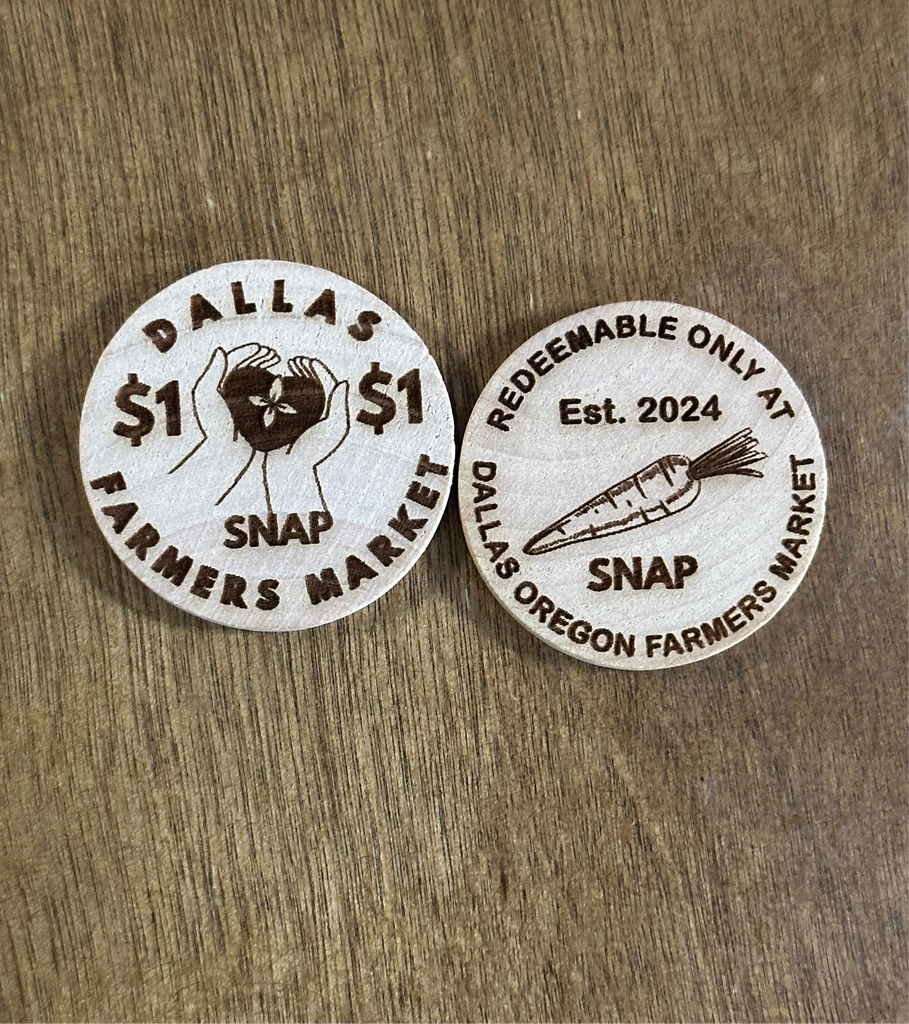 DALLAS
$1 $1
SNAP
FARMERS MARKET
REDEEMABLE ONLY AT
Est. 2024
SNAP
DALLAS OREGON FARMERS MARKET